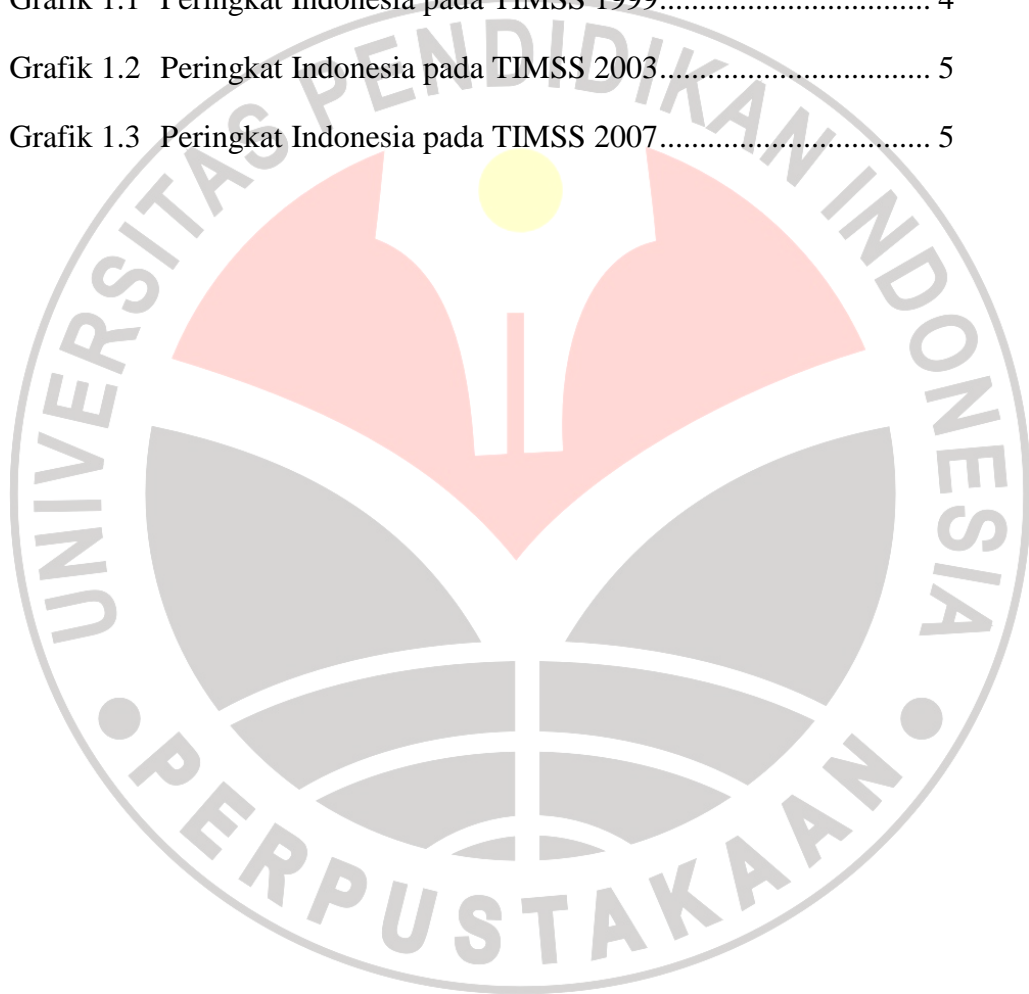 Grafik 1.1 Peringkat Indonesia pada TIMSS 1999................................. 4
Grafik 1.2 Peringkat Indonesia pada TIMSS 2003................................. 5
Grafik 1.3 Peringkat Indonesia pada TIMSS 2007................................. 5
UNIVERSITAS PENDIDIKAN INDONESIA
PERPUSTAKAAN